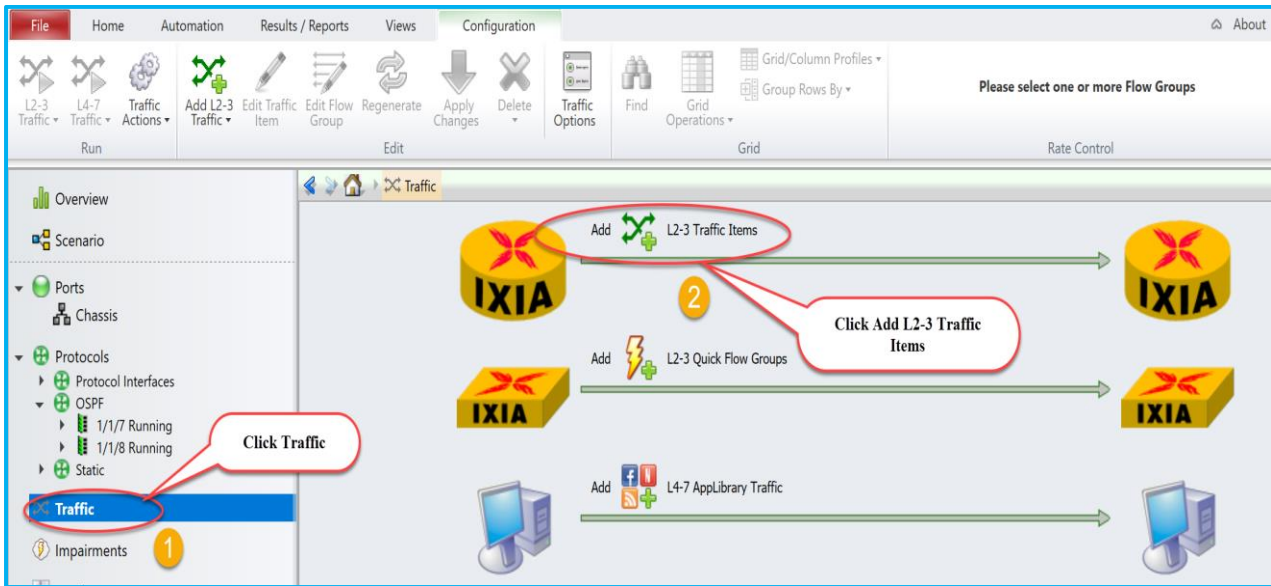 File Home Automation Results / Reports Views Configuration About
L2-3 Traffic
L4-7 Traffic
Traffic Actions
Add L2-3 Traffic
Edit Traffic Item
Edit Flow Group
Regenerate
Apply Changes
Delete
Traffic Options
Find
Grid Operations
Grid/Column Profiles
Group Rows By
Please select one or more Flow Groups
Run Edit Grid Rate Control
Overview
Scenario
Ports
Chassis
Protocols
Protocol Interfaces
OSPF
1/1/7 Running
1/1/8 Running
Static
Traffic
Impairments
Click Traffic
1
Traffic
Add L2-3 Traffic Items
IXIA
IXIA
2
Click Add L2-3 Traffic
Items
Add L2-3 Quick Flow Groups
IXIA
IXIA
Add L4-7 AppLibrary Traffic